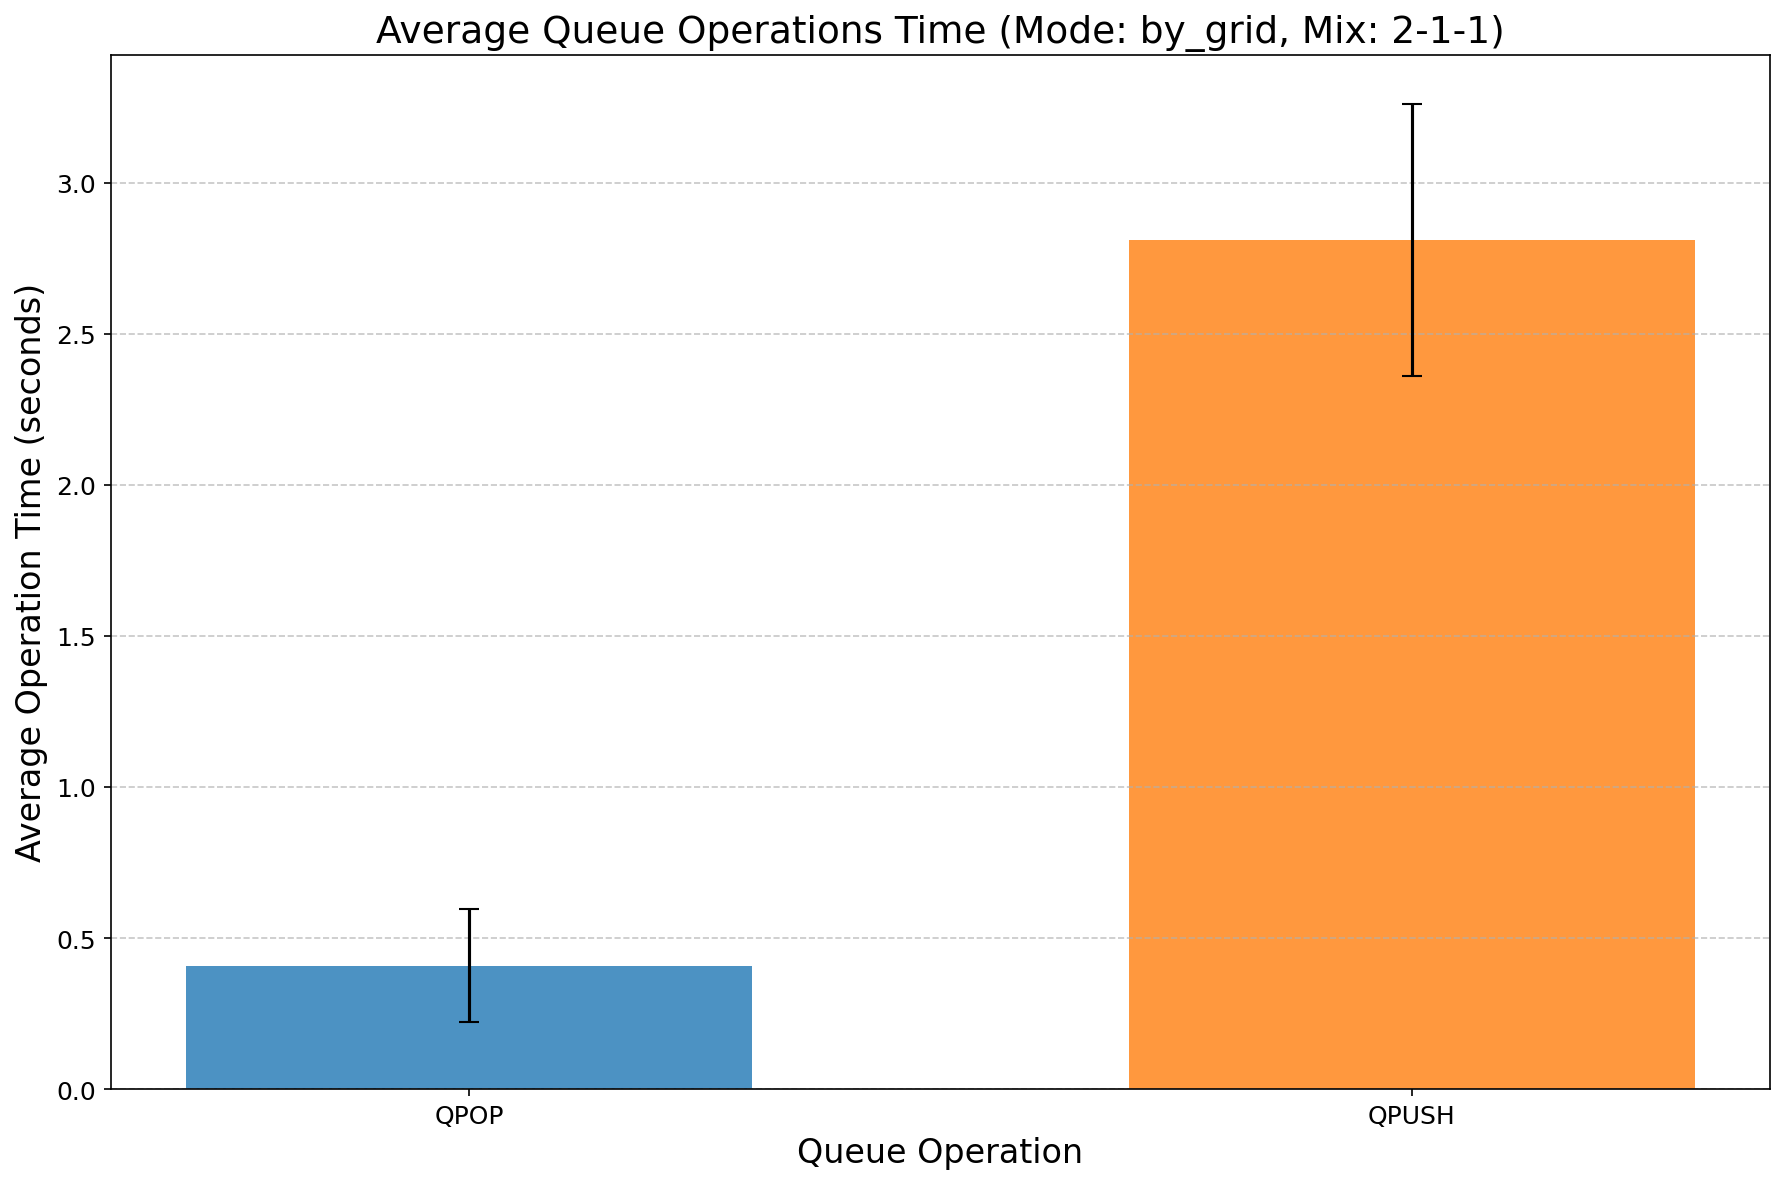 Average Queue Operations Time (Mode: by_grid, Mix: 2-1-1)
Average Operation Time (seconds)
3.0
2.5
2.0
1.5
1.0
0.5
0.0
QPOP
QPUSH
Queue Operation